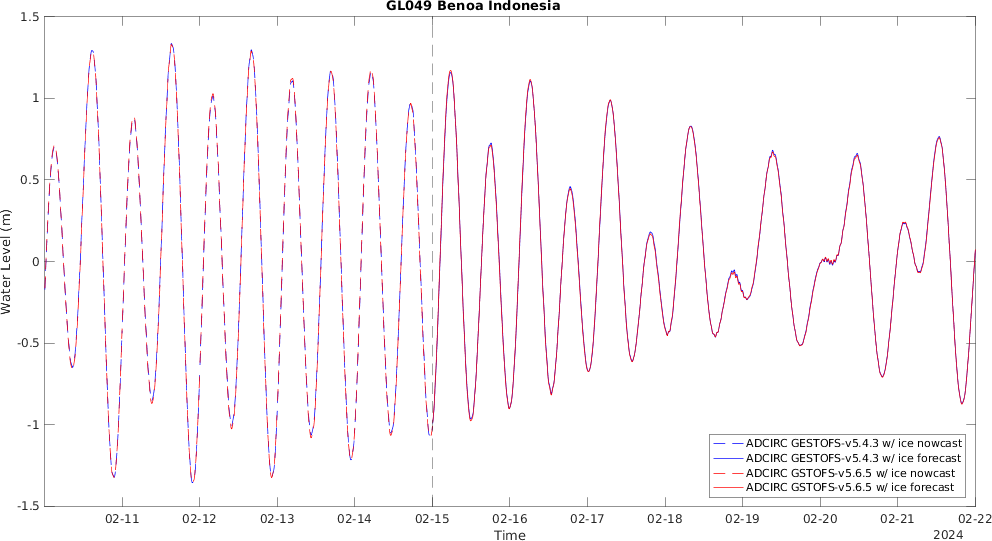 GL049 Benoa Indonesia
1.5
1
0.5
0
-0.5
-1
-1.5
Water Level (m)
02-11 02-12 02-13 02-14 02-15 02-16 02-17 02-18 02-19 02-20 02-21 02-22
Time
2024
ADCIRC GESTOFS-v5.4.3 w/ ice nowcast
ADCIRC GESTOFS-v5.4.3 w/ ice forecast
ADCIRC GSTOFS-v5.6.5 w/ ice nowcast
ADCIRC GSTOFS-v5.6.5 w/ ice forecast